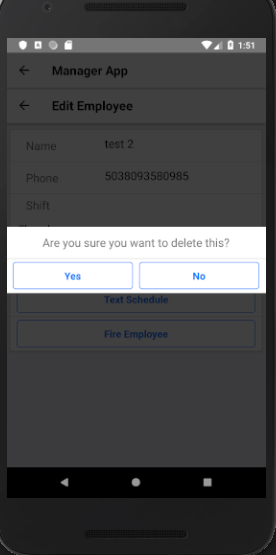 1:51
Manager App
Edit Employee
Name test 2
Phone 5038093580985
Shift
Are you sure you want to delete this?
Yes No
Text Schedule
Fire Employee